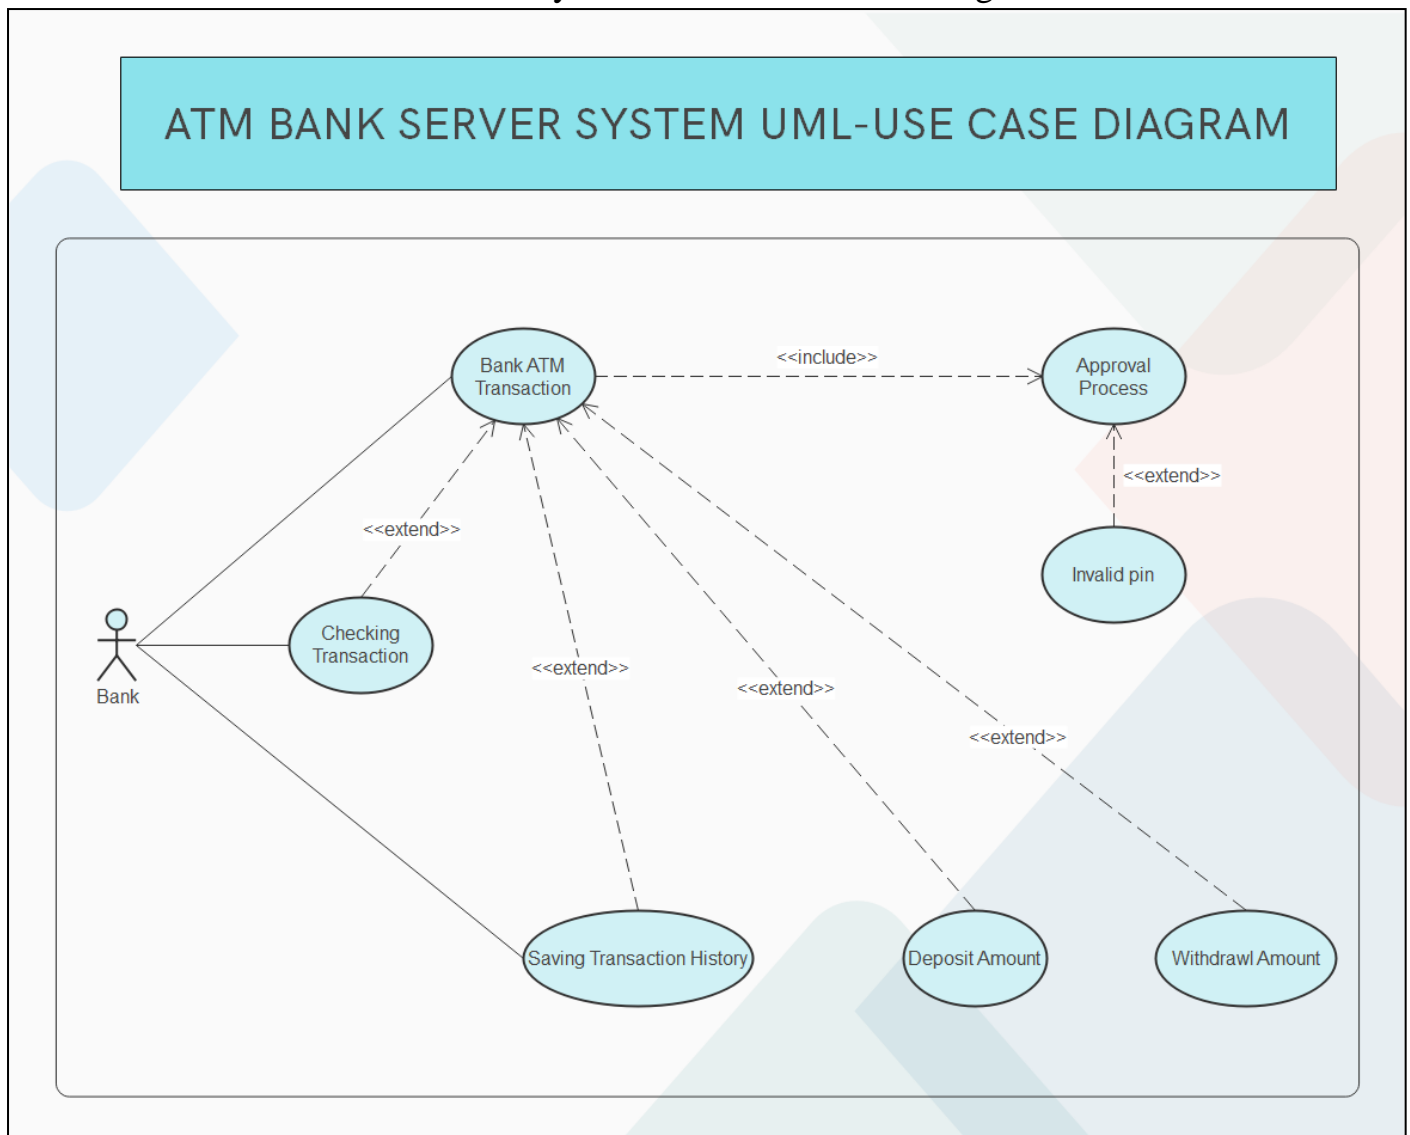 ATM BANK SERVER SYSTEM UML-USE CASE DIAGRAM
Bank ATM
Transaction
<<include>>
Approval
Process
<<extend>>
<<extend>>
Invalid pin
Checking
Transaction
Bank
<<extend>>
<<extend>>
<<extend>>
Saving Transaction History
Deposit Amount
Withdrawl Amount